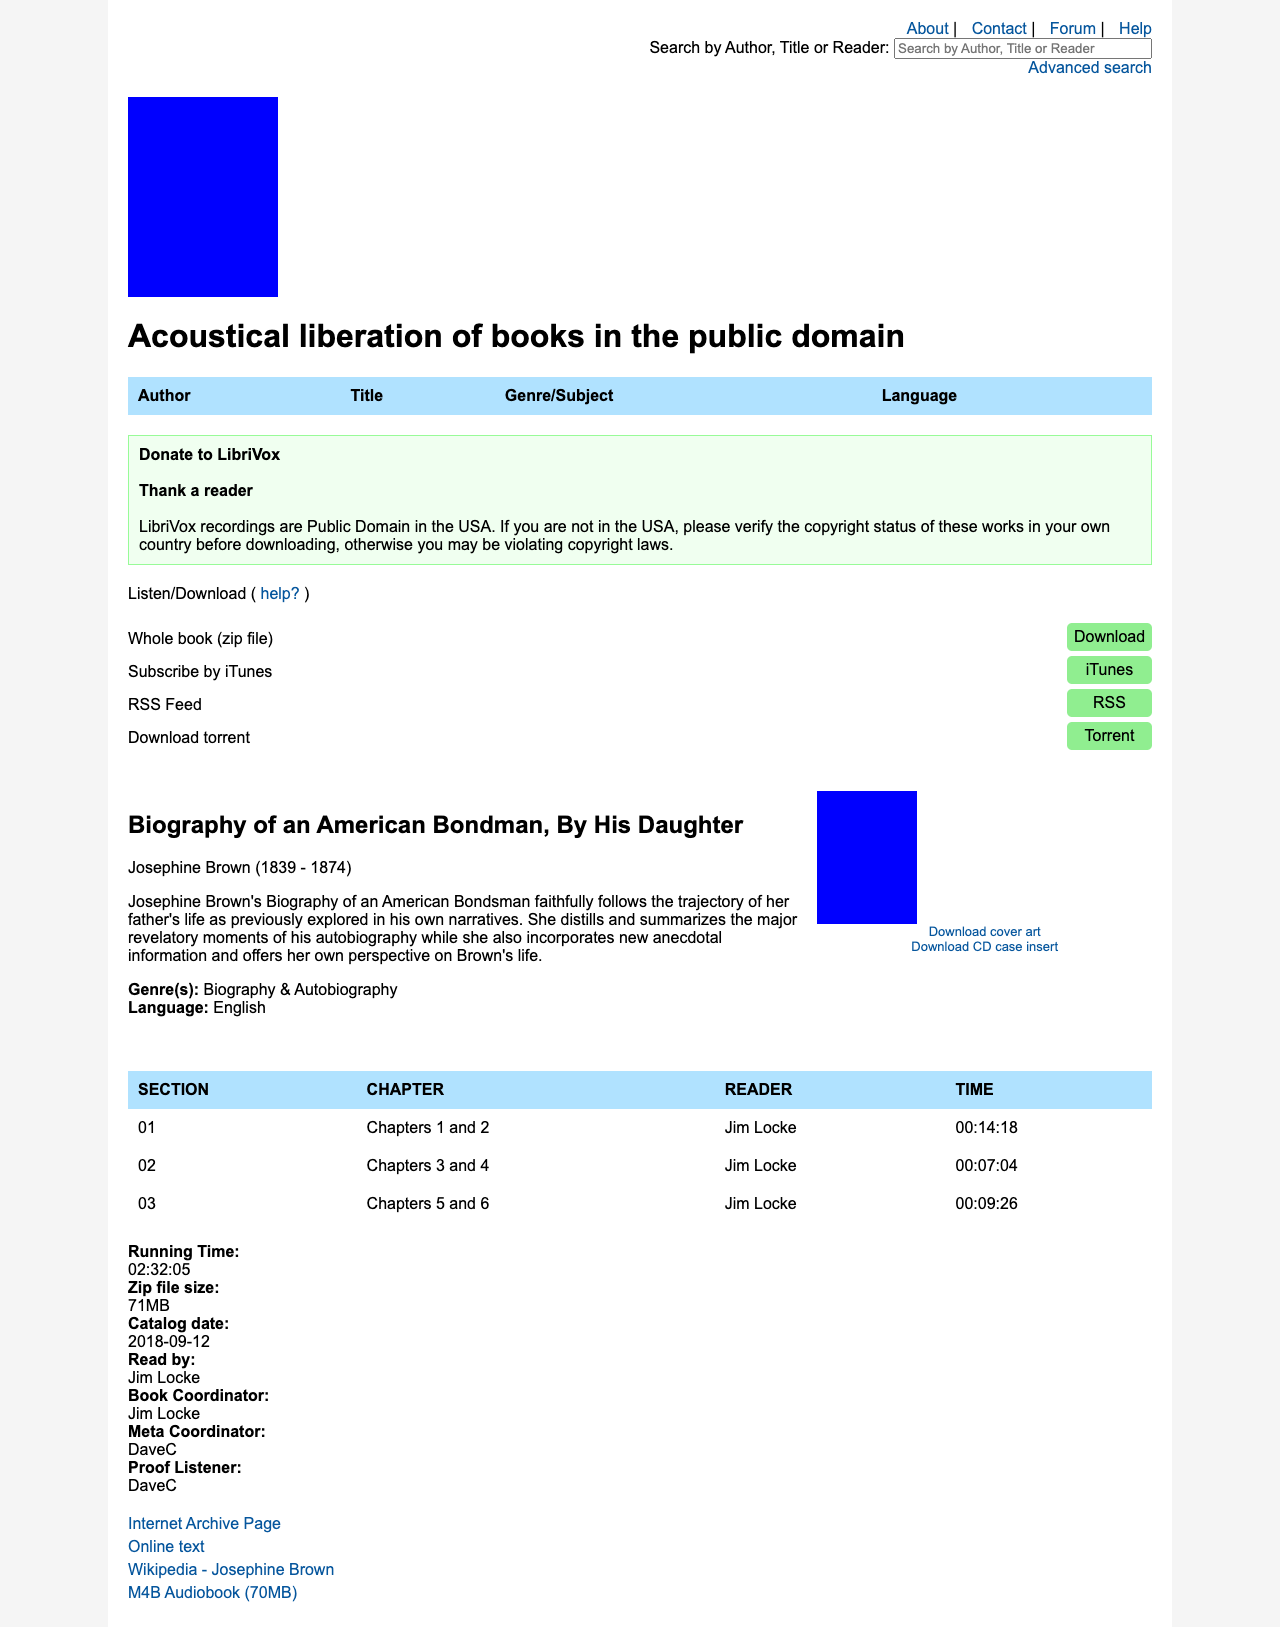 About | Contact | Forum | Help
Search by Author, Title or Reader: Search by Author, Title or Reader
Advanced search
Acoustical liberation of books in the public domain
Author Title Genre/Subject Language
Donate to LibriVox
Thank a reader
LibriVox recordings are Public Domain in the USA. If you are not in the USA, please verify the copyright status of these works in your own
country before downloading, otherwise you may be violating copyright laws.
Listen/Download ( help? )
Whole book (zip file) Download
Subscribe by iTunes iTunes
RSS Feed RSS
Download torrent Torrent
Biography of an American Bondman, By His Daughter
Josephine Brown (1839 - 1874)
Josephine Brown's Biography of an American Bondsman faithfully follows the trajectory of her
father's life as previously explored in his own narratives. She distills and summarizes the major
revelatory moments of his autobiography while she also incorporates new anecdotal
information and offers her own perspective on Brown's life.
Genre(s): Biography & Autobiography
Language: English
Download cover art
Download CD case insert
SECTION CHAPTER READER TIME
01 Chapters 1 and 2 Jim Locke 00:14:18
02 Chapters 3 and 4 Jim Locke 00:07:04
03 Chapters 5 and 6 Jim Locke 00:09:26
Running Time:
02:32:05
Zip file size:
71MB
Catalog date:
2018-09-12
Read by:
Jim Locke
Book Coordinator:
Jim Locke
Meta Coordinator:
DaveC
Proof Listener:
DaveC
Internet Archive Page
Online text
Wikipedia - Josephine Brown
M4B Audiobook (70MB)